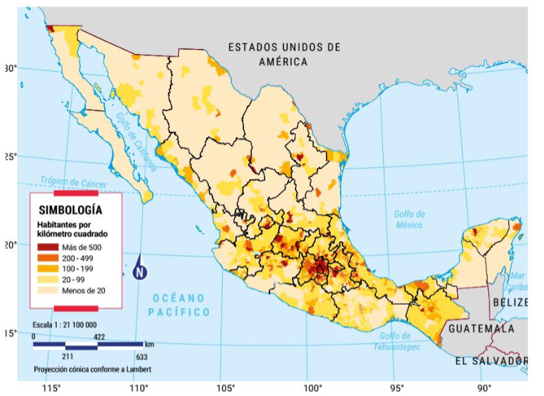 ESTADOS UNIDOS DE
AMÉRICA
30°
Golfo de California
25°
Trópico de Cáncer
SIMBOLOGÍA
Habitantes por
kilómetro cuadrado
Más de 500
200 - 499
100 -199
20 -99
Menos de 20
Golfo de
México
20°
N
OCÉANO
PACÍFICO
Mar
Caribe
BELIZE
GUATEMALA
Escala 1 : 21 100 000
0
422
km
211
633
Proyección cónica conforme a Lambert
15°
Golfo de
Tehuantepec
EL SALVADOR
115°
110°
105°
100°
95°
90°